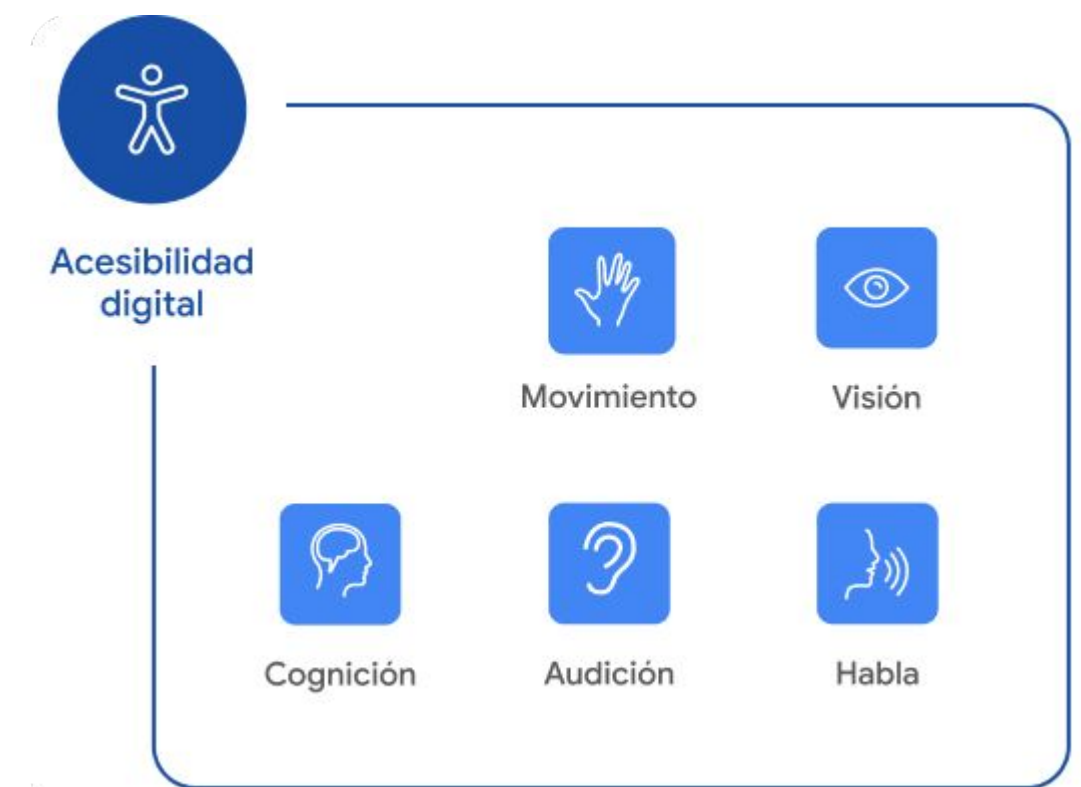 Acesibilidad
digital
Movimiento
Visión
Cognición
Audición
Habla